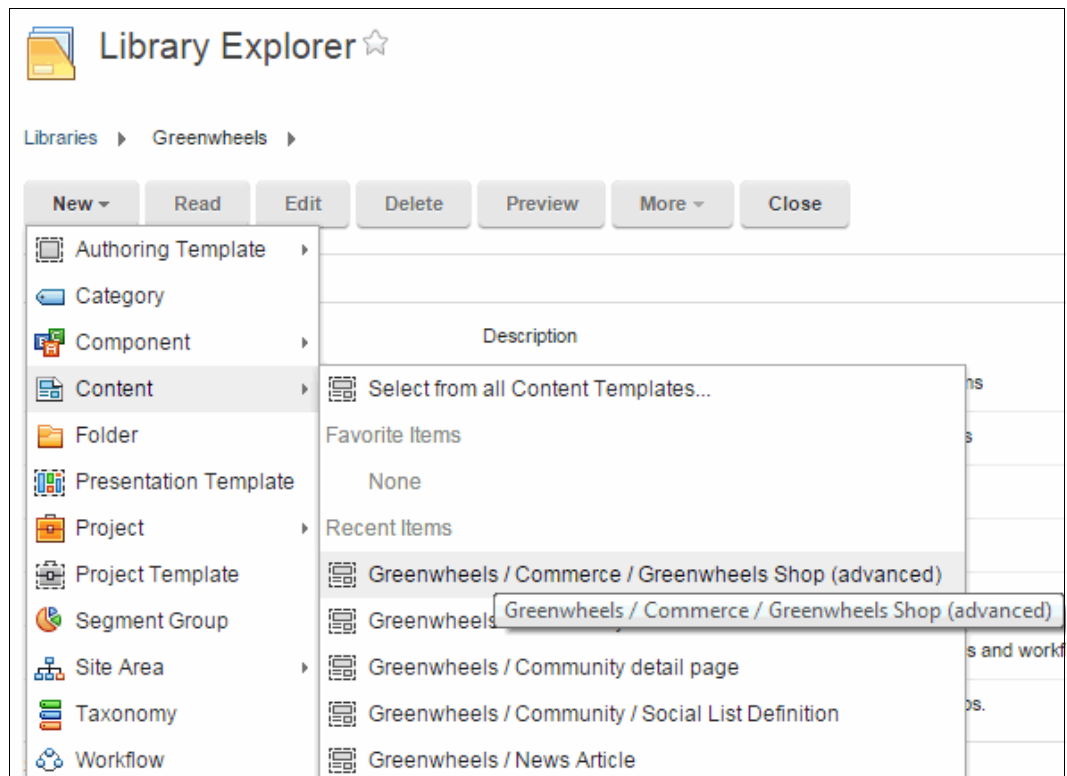 Library Explorer
Libraries Greenwheels
New Read Edit Delete Preview More Close
Authoring Template
Category
Component
Description
Content
Select from all Content Templates...
Folder
Favorite Items
Presentation Template
None
Project
Recent Items
Project Template
Greenwheels / Commerce / Greenwheels Shop (advanced)
Greenwheels / Commerce / Greenwheels Shop (advanced)
Segment Group
Greenwheels
s and workf
Site Area
Greenwheels / Community detail page
Taxonomy
Greenwheels / Community / Social List Definition
Workflow
Greenwheels / News Article